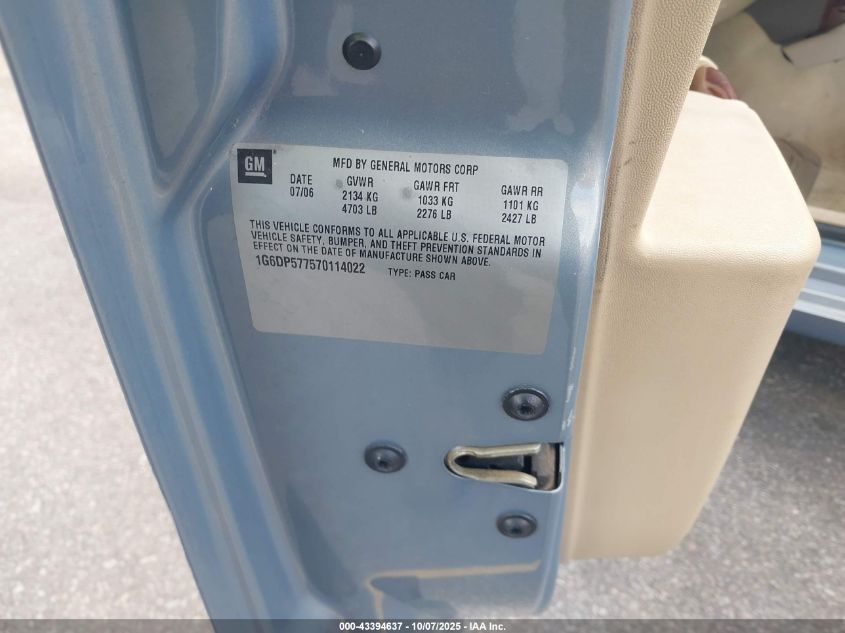 GM
MFD BY GENERAL MOTORS CORP
DATE GVWR GAWR FRT GAWR RR
07/06 2134 KG 1033 KG 1101 KG
4703 LB 2276 LB 2427 LB
THIS VEHICLE CONFORMS TO ALL APPLICABLE U.S. FEDERAL MOTOR
VEHICLE SAFETY, BUMPER, AND THEFT PREVENTION STANDARDS IN
EFFECT ON THE DATE OF MANUFACTURE SHOWN ABOVE.
1G6DP577570114022 TYPE: PASS CAR
000-43394637 - 10/07/2025 - IAA Inc.